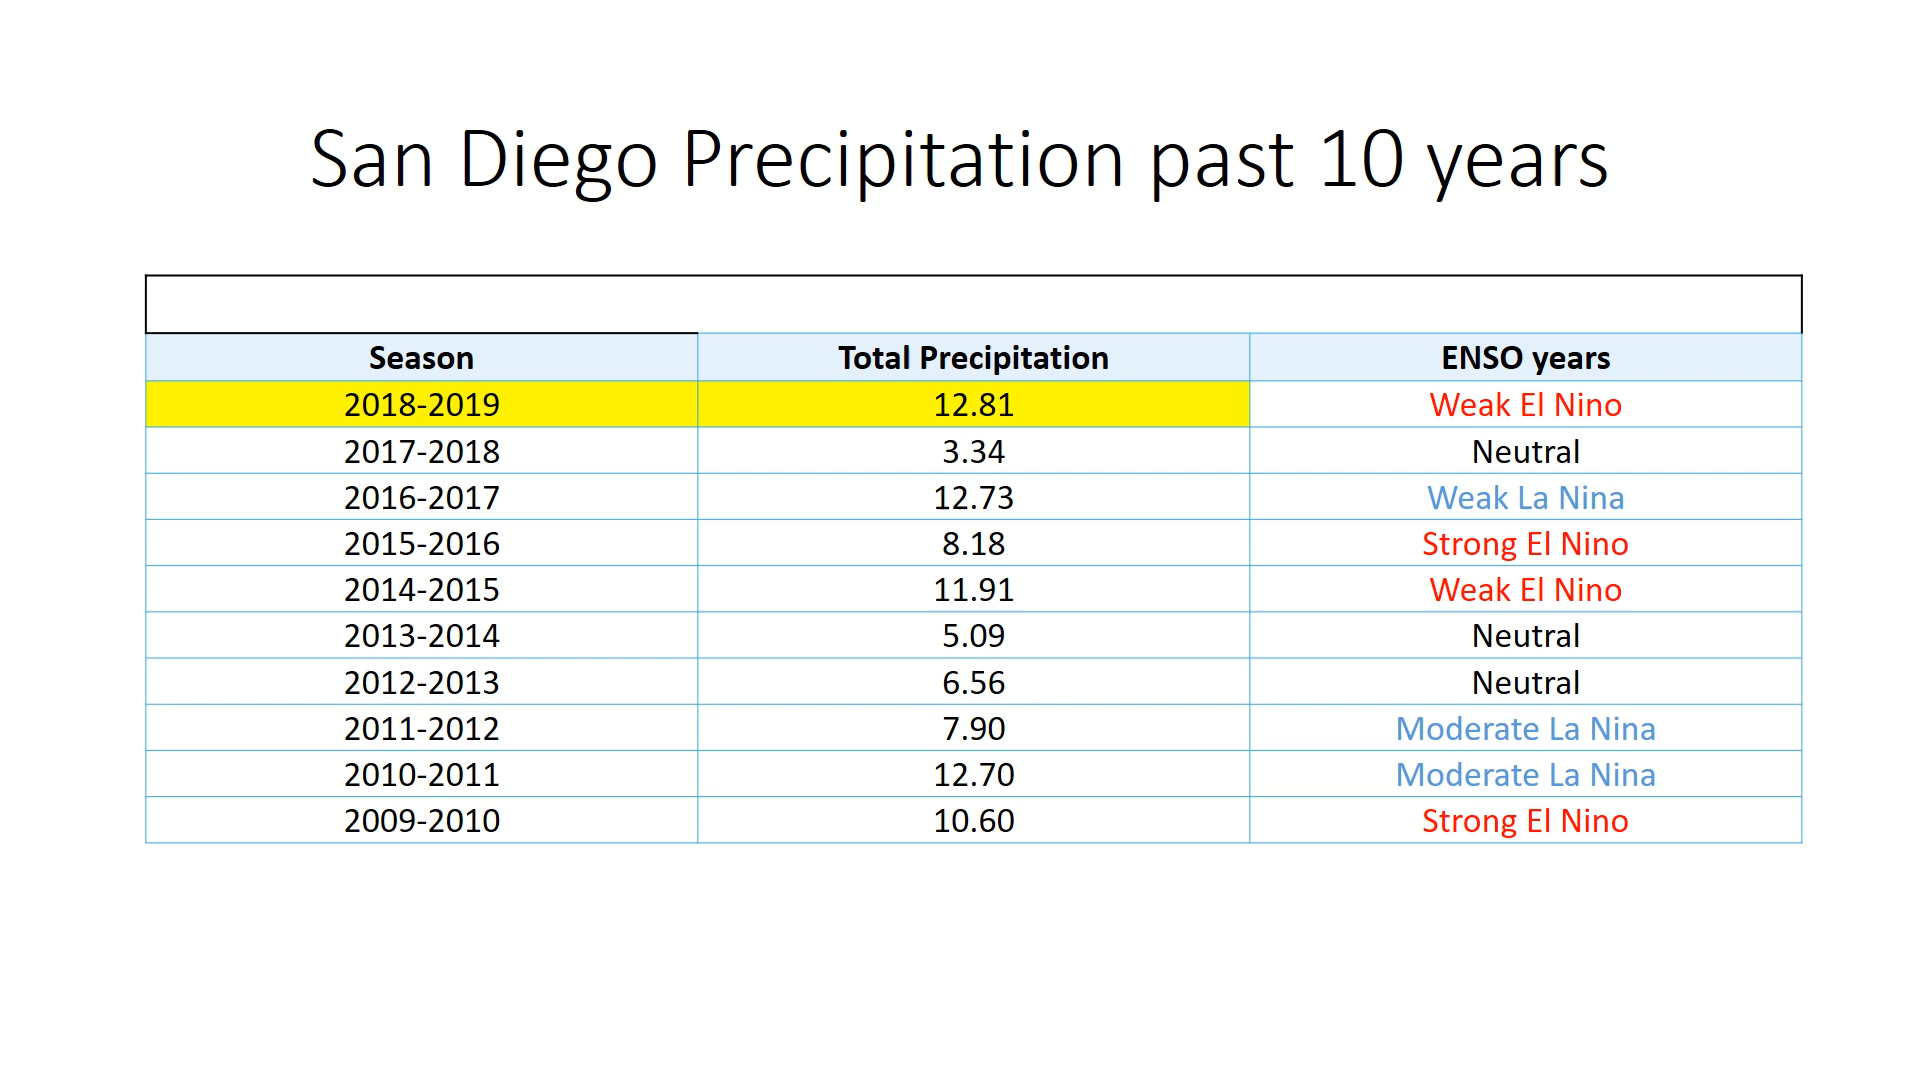 San Diego Precipitation past 10 years
Season Total Precipitation ENSO years
2018-2019 12.81 Weak El Nino
2017-2018 3.34 Neutral
2016-2017 12.73 Weak La Nina
2015-2016 8.18 Strong El Nino
2014-2015 11.91 Weak El Nino
2013-2014 5.09 Neutral
2012-2013 6.56 Neutral
2011-2012 7.90 Moderate La Nina
2010-2011 12.70 Moderate La Nina
2009-2010 10.60 Strong El Nino